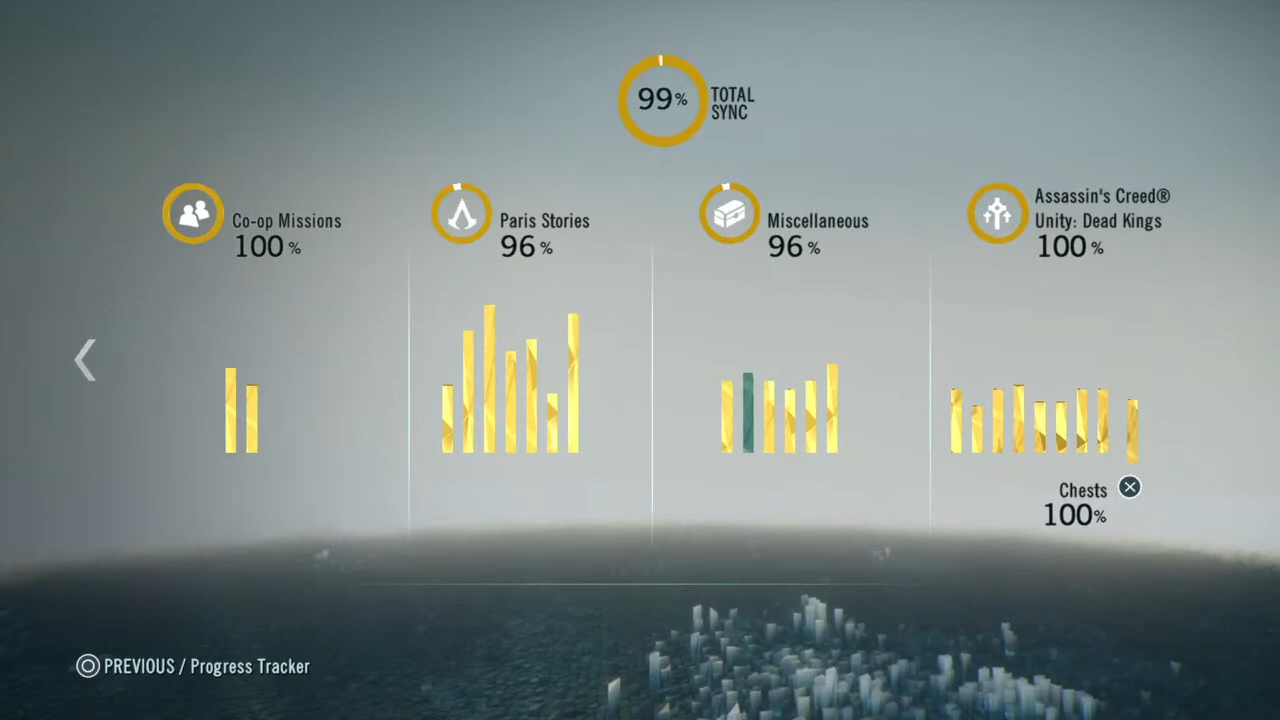 99%
TOTAL
SYNC
Co-op Missions
100 %
Paris Stories
96 %
Miscellaneous
96 %
Assassin's Creed®
Unity: Dead Kings
100 %
Chests
100%
PREVIOUS / Progress Tracker